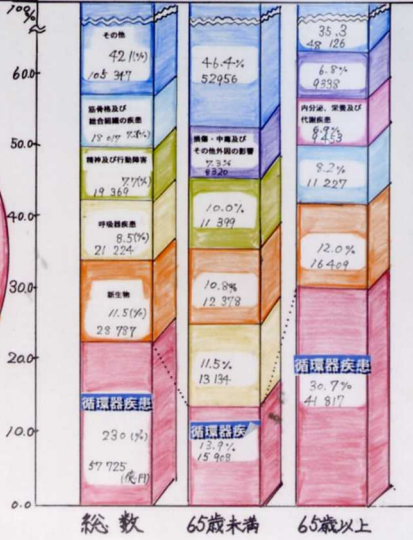 100%
60.0
50.0
40.0
30.0
20.0
10.0
0.0
その他
42.1(%)
105 347
筋骨格及び
結合組織の疾患
精神及び行動障害
7.7(%)
19 369
呼吸器疾患
8.5(%)
21 224
新生物
11.5(%)
28 787
循環器疾患
23.0(%)
57 725
(億円)
総数
46.4%
52956
損傷・中毒及び
その他外因の影響
7.3%
8320
10.0%
11 399
10.8%
12 378
11.5%
13 134
循環器疾
13.9%
15 908
65歳未満
35.3
48 126
6.8%
9338
内分泌、栄養及び
代謝疾患
6.9%
9453
8.2%
11 227
12.0%
16409
循環器疾患
30.7%
41 817
65歳以上